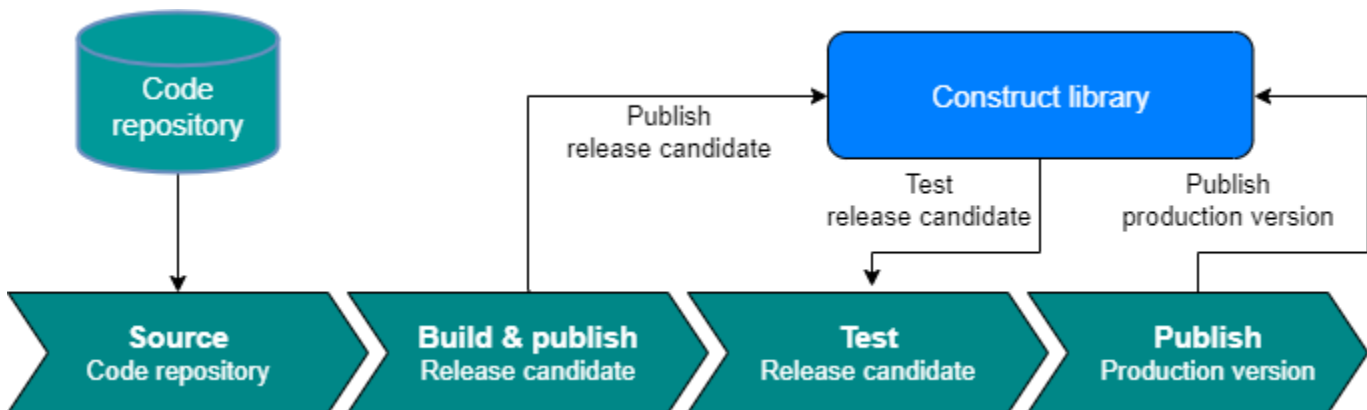 Code
repository
Construct library
Publish
release candidate
Test
release candidate
Publish
production version
Source
Code repository
Build & publish
Release candidate
Test
Release candidate
Publish
Production version